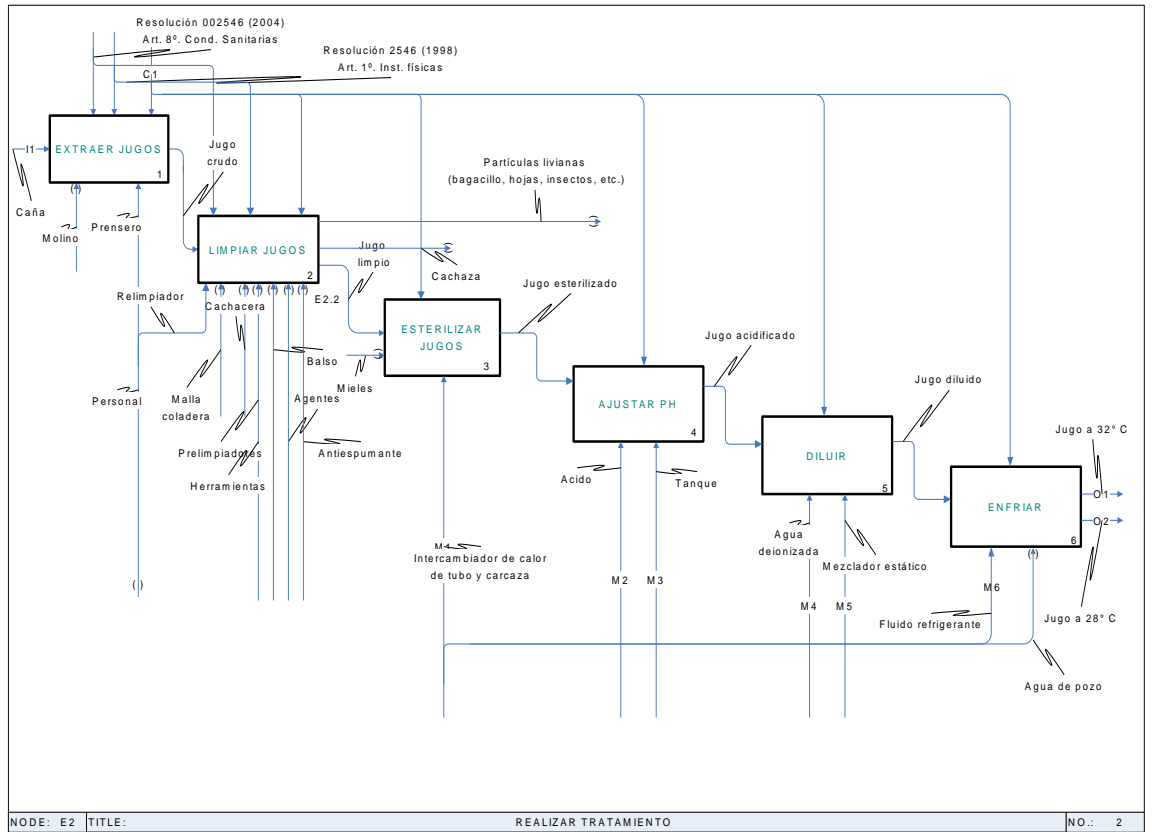 Resolución 002546 (2004)
Art. 8º. Cond. Sanitarias
Resolución 2546 (1998)
Art. 1º. Inst. físicas
C1
EXTRAER JUGOS
1
I1
Caña
Molino
Prensero
Jugo
crudo
Partículas livianas
(bagacillo, hojas, insectos, etc.)
LIMPIAR JUGOS
2
Jugo
limpio
Cachaza
E2.2
Relimpiador
Cachacera
Jugo esterilizado
ESTERILIZAR
JUGOS
3
Balso
Mieles
Personal
Malla
coladera
Agentes
Prelimpiadores
Antiespumante
Herramientas
Jugo acidificado
AJUSTAR PH
4
Jugo diluido
Acido
Tanque
DILUIR
5
Jugo a 32° C
O1
ENFRIAR
6
O2
Agua
deionizada
Mezclador estático
M1
Intercambiador de calor
de tubo y carcaza
M2
M3
M4
M5
M6
Fluido refrigerante
Jugo a 28° C
Agua de pozo
NODE: E2 TITLE: REALIZAR TRATAMIENTO NO.: 2